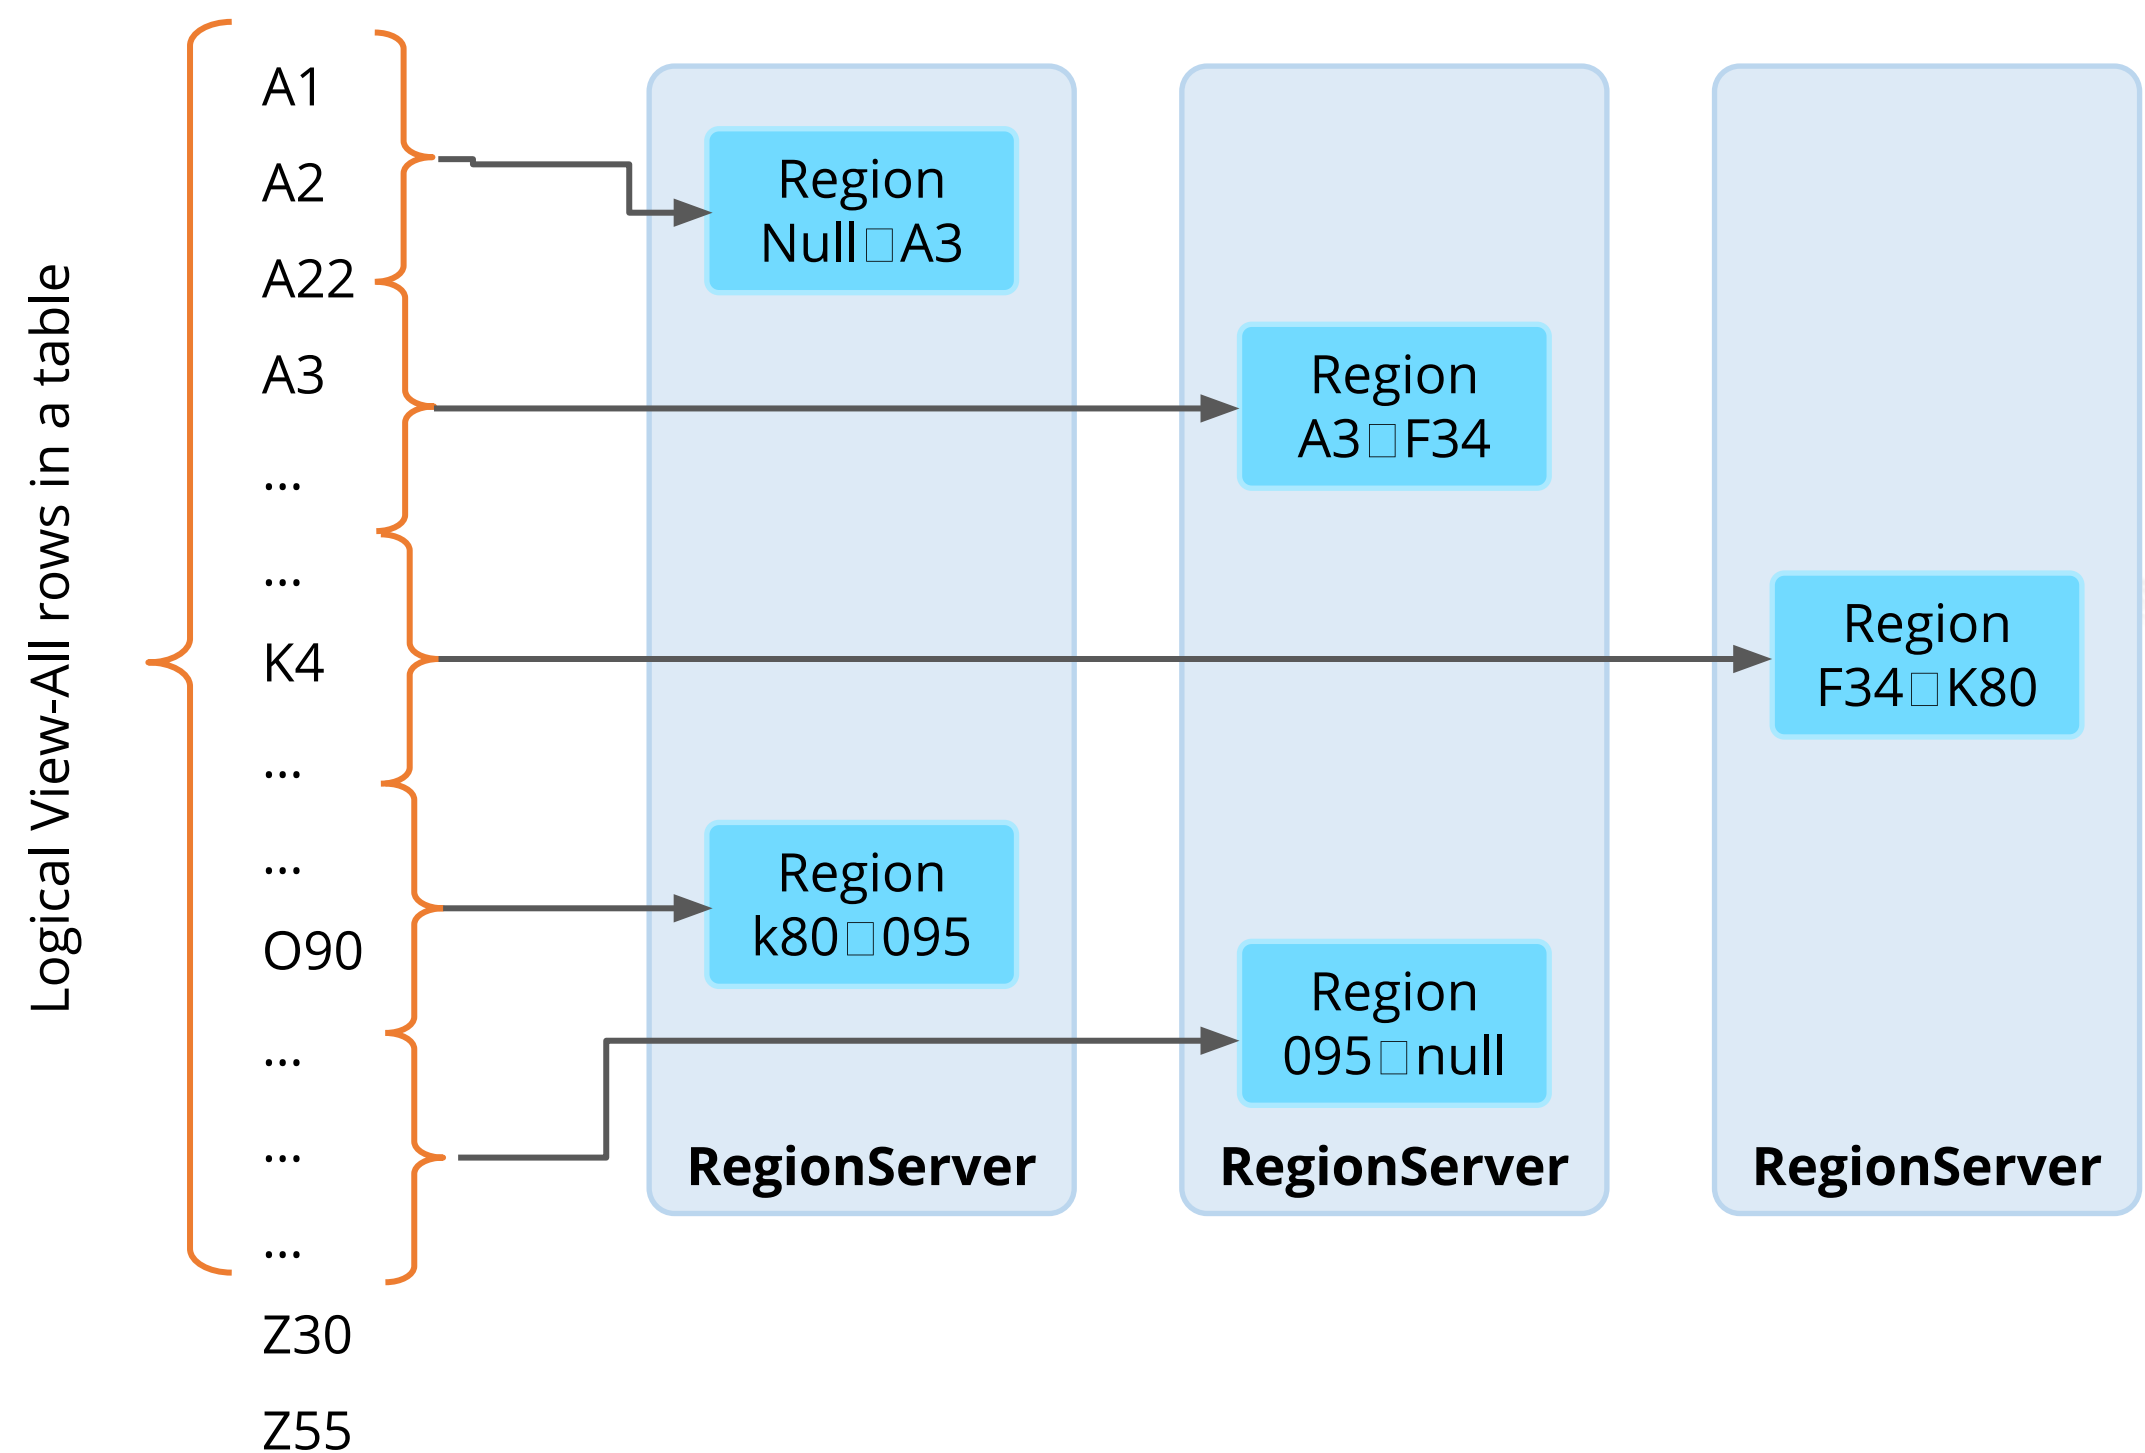 Logical View-All rows in a table
A1
A2
A22
A3
...
...
K4
...
...
O90
...
...
...
Z30
Z55
Region
Null□A3
Region
k80□095
RegionServer
Region
A3□F34
Region
095□null
RegionServer
Region
F34□K80
RegionServer